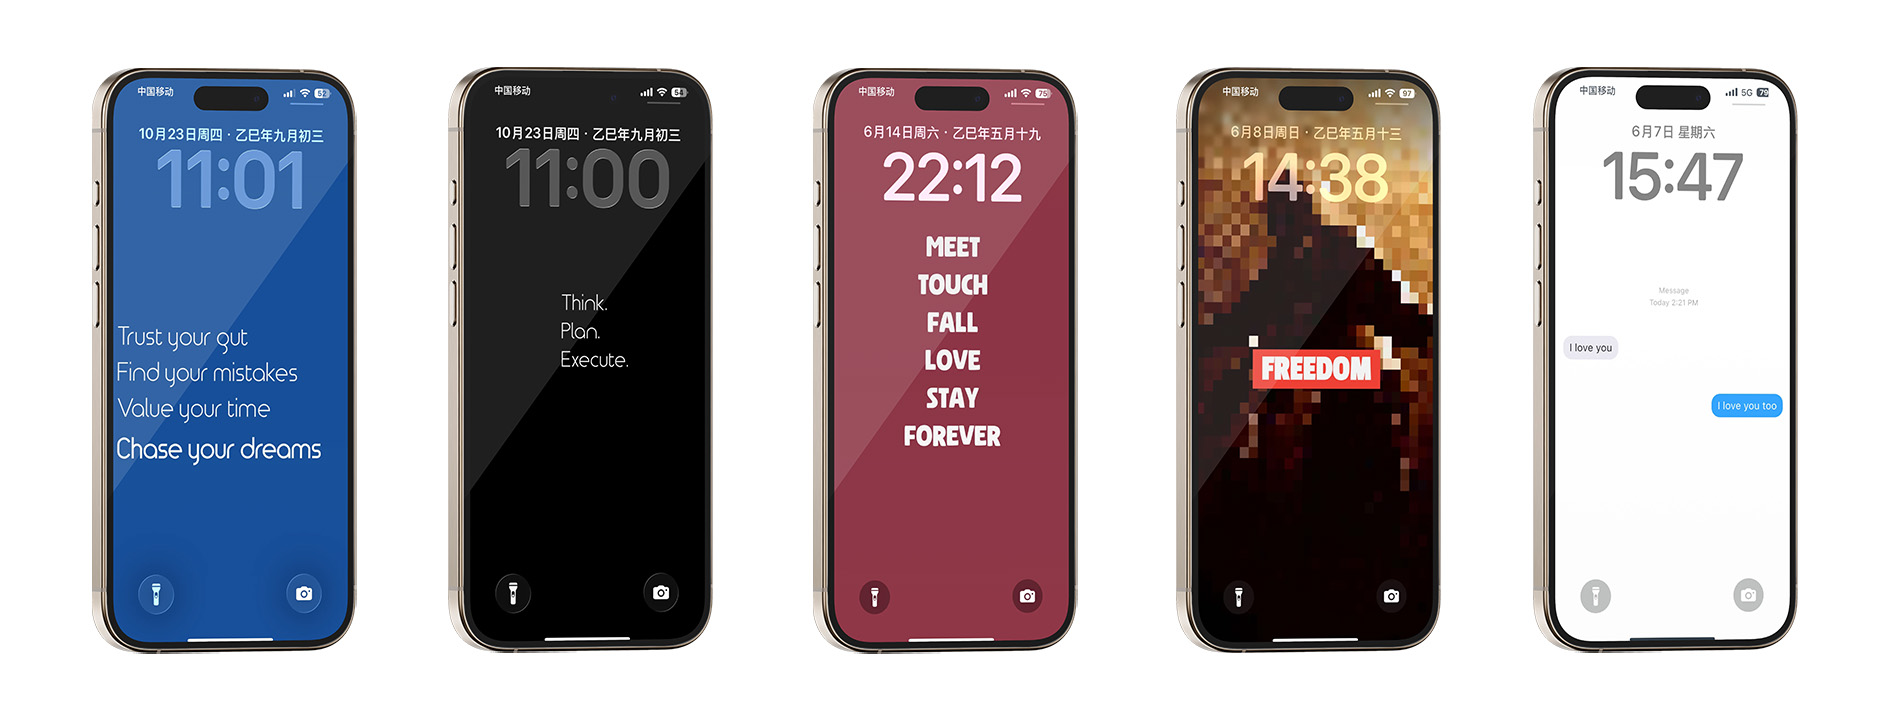 中国移动
52
10月23日周四 · 乙巳年九月初三
11:01
Trust your gut
Find your mistakes
Value your time
Chase your dreams
中国移动
54
10月23日周四 · 乙巳年九月初三
11:00
Think.
Plan.
Execute.
中国移动
75
6月14日周六 · 乙巳年五月十九
22:12
MEET
TOUCH
FALL
LOVE
STAY
FOREVER
中国移动
97
6月8日周日 · 乙巳年五月十三
14:38
FREEDOM
中国移动
5G 79
6月7日 星期六
15:47
Message
Today 2:21 PM
I love you
I love you too